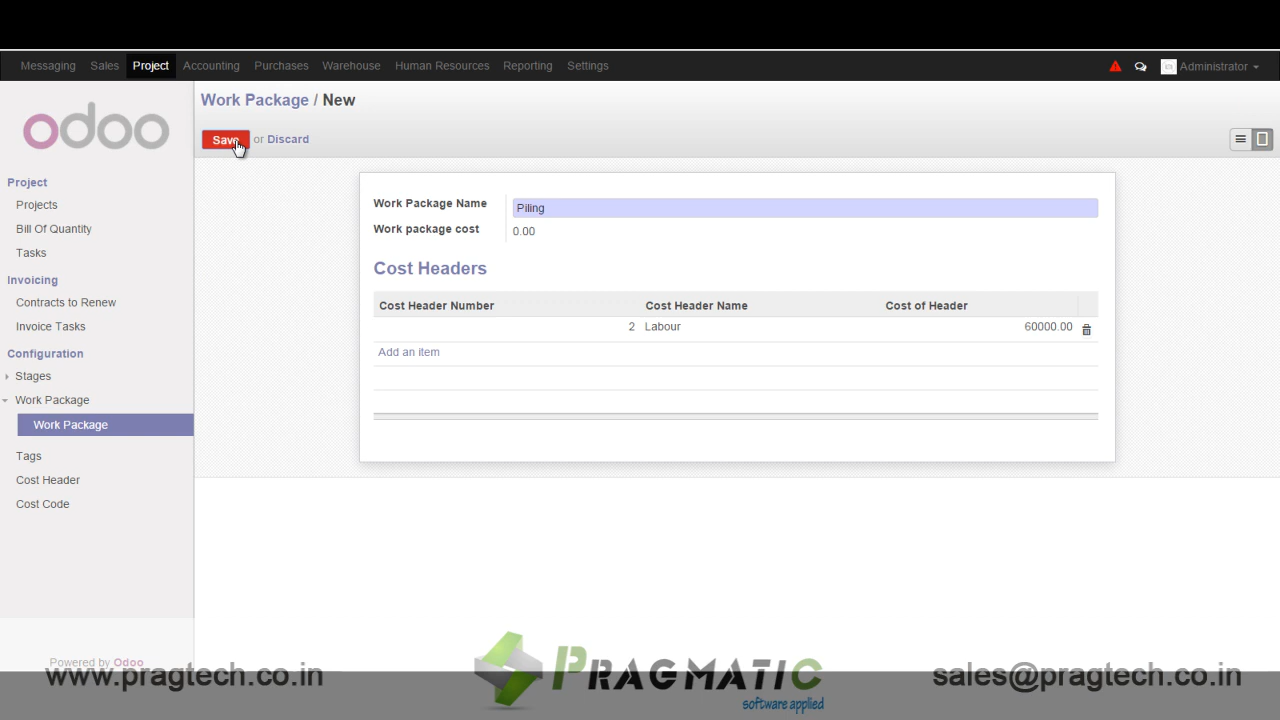 Messaging Sales Project Accounting Purchases Warehouse Human Resources Reporting Settings Administrator
odoo
Work Package / New
Save or Discard
Project
Projects
Bill Of Quantity
Tasks
Invoicing
Contracts to Renew
Invoice Tasks
Configuration
Stages
Work Package
Work Package
Tags
Cost Header
Cost Code
Work Package Name Piling
Work package cost 0.00
Cost Headers
Cost Header Number Cost Header Name Cost of Header
2 Labour 60000.00
Add an item
Powered by Odoo
www.pragtech.co.in
PRAGMATIC
software applied
sales@pragtech.co.in